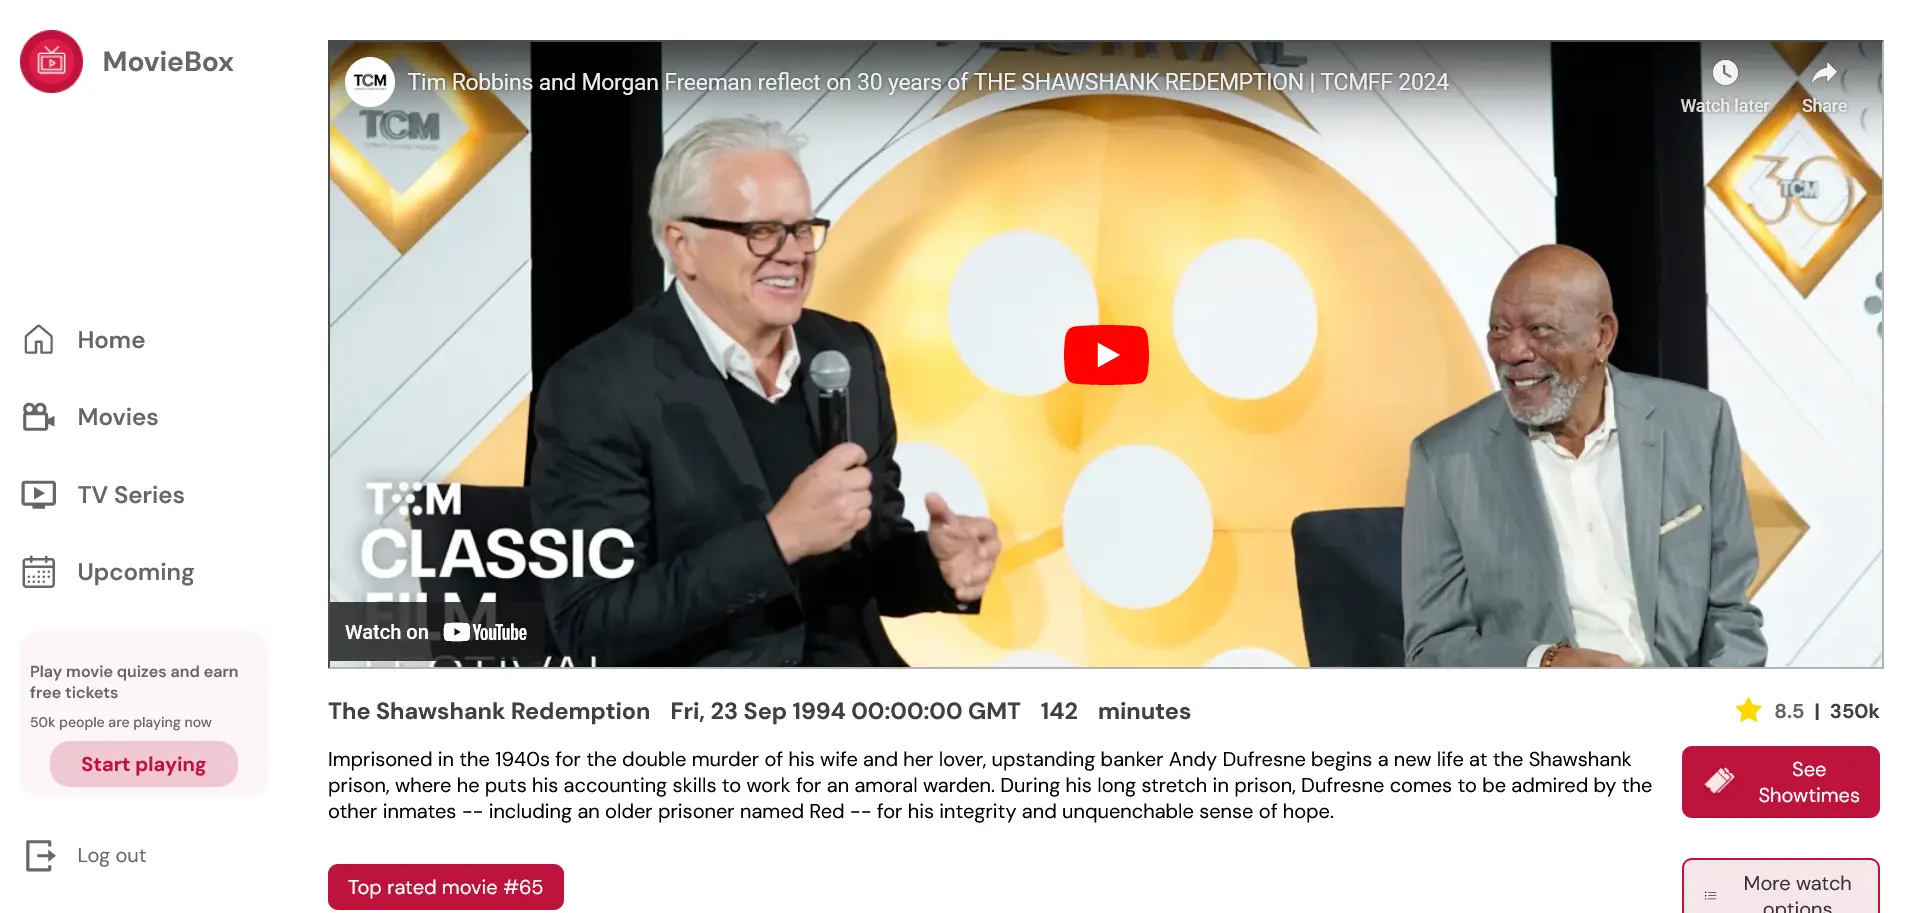 MovieBox
Home
Movies
TV Series
Upcoming
Play movie quizes and earn
free tickets
50k people are playing now
Start playing
Log out
TCM
Tim Robbins and Morgan Freeman reflect on 30 years of THE SHAWSHANK REDEMPTION | TCMFF 2024
Watch later
Share
TCM
30
TCM
TCM
CLASSIC
FILM
FESTIVAL
Watch on YouTube
The Shawshank Redemption Fri, 23 Sep 1994 00:00:00 GMT 142 minutes
8.5 | 350k
Imprisoned in the 1940s for the double murder of his wife and her lover, upstanding banker Andy Dufresne begins a new life at the Shawshank
prison, where he puts his accounting skills to work for an amoral warden. During his long stretch in prison, Dufresne comes to be admired by the
other inmates -- including an older prisoner named Red -- for his integrity and unquenchable sense of hope.
See
Showtimes
Top rated movie #65
More watch
options